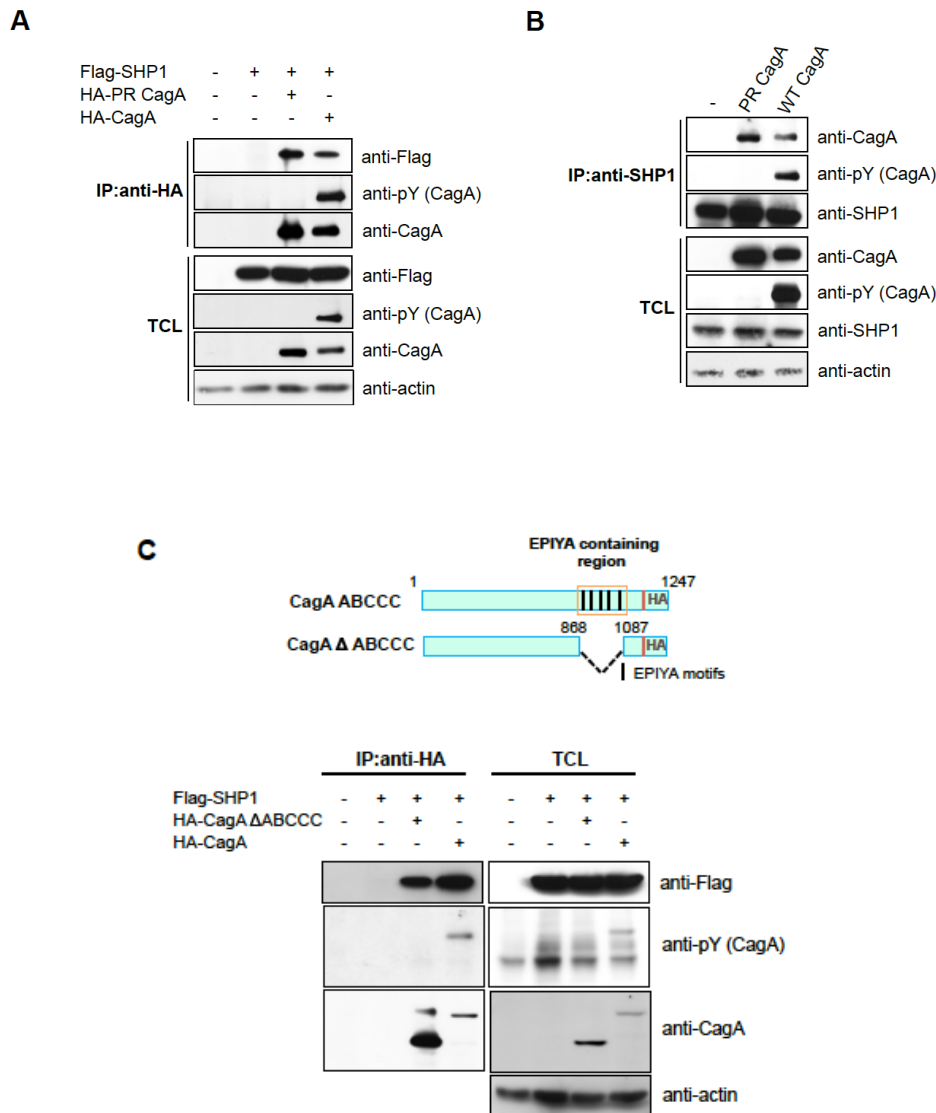 A
Flag-SHP1 - + + +
HA-PR CagA - - +
HA-CagA - - +
IP:anti-HA
anti-Flag
anti-pY (CagA)
anti-CagA
TCL
anti-Flag
anti-pY (CagA)
anti-CagA
anti-actin
B
- PR CagA WT CagA
IP:anti-SHP1
anti-CagA
anti-pY (CagA)
anti-SHP1
TCL
anti-CagA
anti-pY (CagA)
anti-SHP1
anti-actin
C
EPIYA containing
region
1 1247
CagA ABCCC HA
868 1087
CagA Δ ABCCC HA
EPIYA motifs
IP:anti-HA TCL
Flag-SHP1 - + + + - + + +
HA-CagA ΔABCCC - - + - - +
HA-CagA - - + - - +
anti-Flag
anti-pY (CagA)
anti-CagA
anti-actin